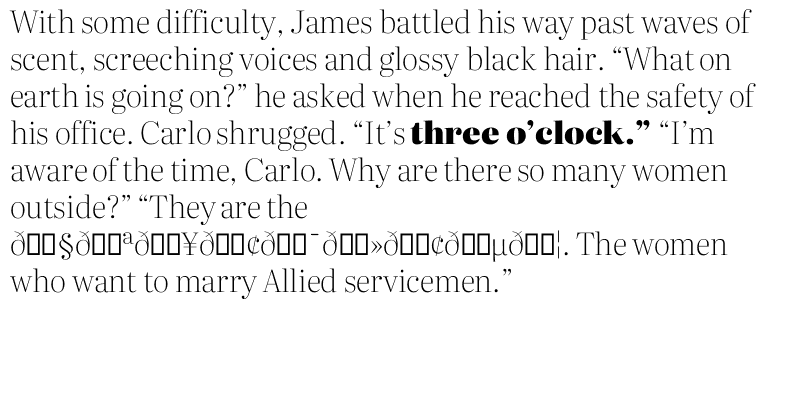 With some difficulty, James battled his way past waves of
scent, screeching voices and glossy black hair. “What on
earth is going on?” he asked when he reached the safety of
his office. Carlo shrugged. “It’s three o’clock.” “I’m
aware of the time, Carlo. Why are there so many women
outside?” “They are the
. The women
who want to marry Allied servicemen.”